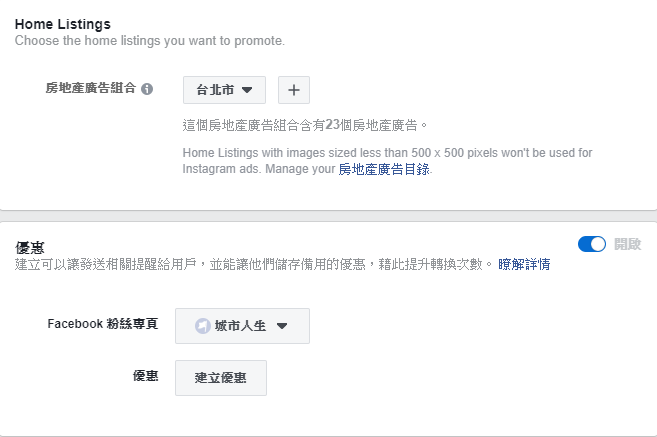 Home Listings
Choose the home listings you want to promote.
房地產廣告組合
台北市
這個房地產廣告組合含有23個房地產廣告。
Home Listings with images sized less than 500 x 500 pixels won't be used for
Instagram ads. Manage your 房地產廣告目錄.
優惠
開啟
建立可以讓發送相關提醒給用戶，並能讓他們儲存備用的優惠，藉此提升轉換次數。 瞭解詳情
Facebook 粉絲專頁
城市人生
優惠
建立優惠